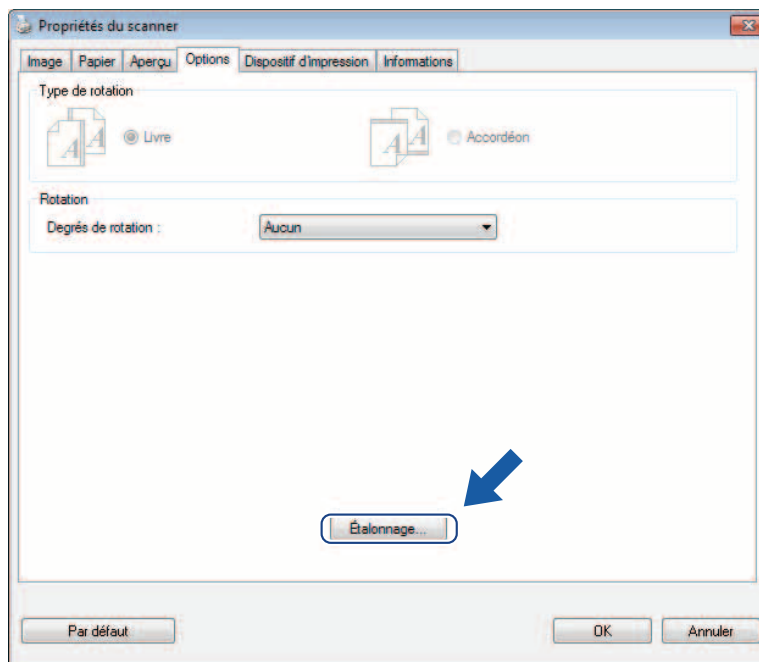 Propriétés du scanner
Image Papier Aperçu Options Dispositif d'impression Informations
Type de rotation
A A Livre A A Accordéon
Rotation
Degrés de rotation : Aucun
Étalonnage...
Par défaut OK Annuler